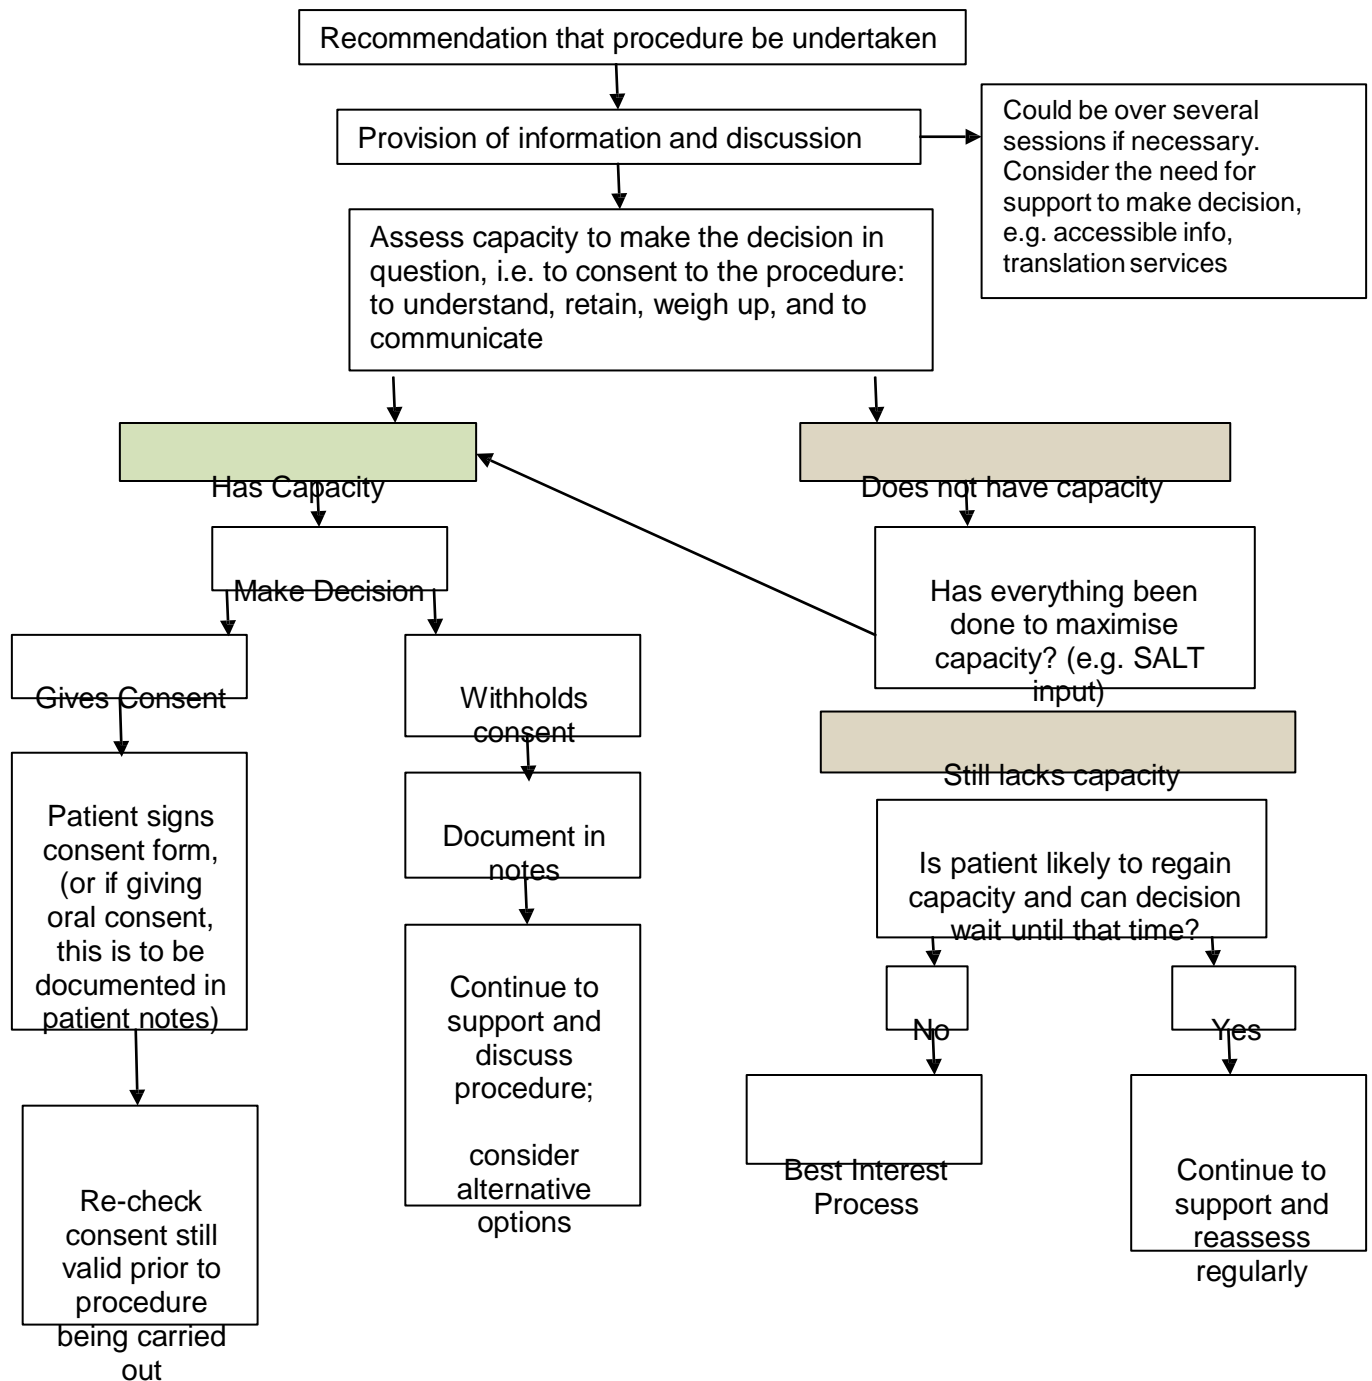 Recommendation that procedure be undertaken
Provision of information and discussion
Could be over several
sessions if necessary.
Consider the need for
support to make decision,
e.g. accessible info,
translation services
Assess capacity to make the decision in
question, i.e. to consent to the procedure:
to understand, retain, weigh up, and to
communicate
Has Capacity
Does not have capacity
Make Decision
Has everything been
done to maximise
capacity? (e.g. SALT
input)
Gives Consent
Withholds
consent
Still lacks capacity
Patient signs
consent form,
(or if giving
oral consent,
this is to be
documented in
patient notes)
Document in
notes
Is patient likely to regain
capacity and can decision
wait until that time?
Continue to
support and
discuss
procedure;
consider
alternative
options
No
Yes
Re-check
consent still
valid prior to
procedure
being carried
out
Best Interest
Process
Continue to
support and
reassess
regularly